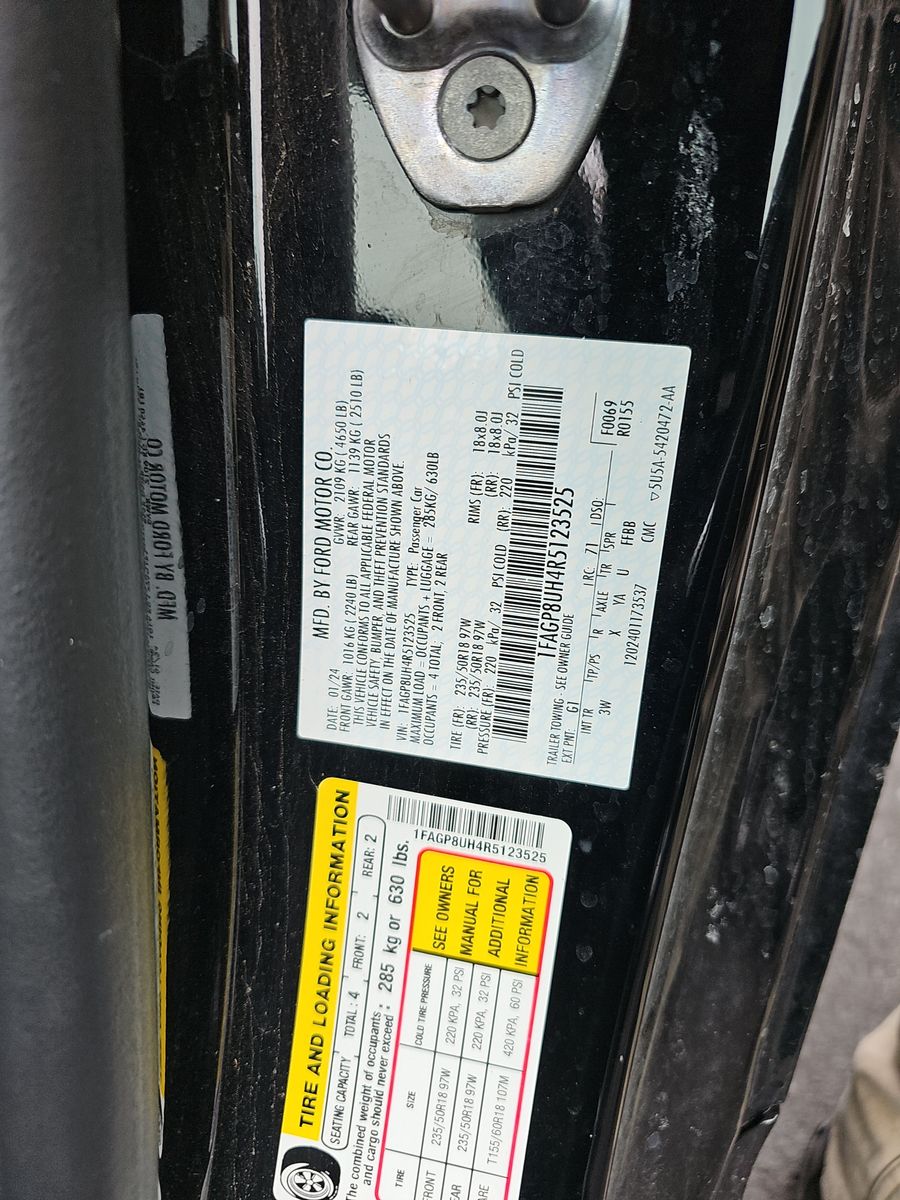 MFD. BY FORD MOTOR CO.
DATE: 01/24 GVWR: 2109 KG ( 4650 LB)
FRONT GAWR: 1016 KG ( 2240 LB) REAR GAWR: 1139 KG ( 2510 LB)
THIS VEHICLE CONFORMS TO ALL APPLICABLE FEDERAL MOTOR
VEHICLE SAFETY, BUMPER, AND THEFT PREVENTION STANDARDS
IN EFFECT ON THE DATE OF MANUFACTURE SHOWN ABOVE.
VIN: 1FAGP8UH4R5123525 TYPE: Passenger Car
MAXIMUM LOAD = OCCUPANTS + LUGGAGE = 285KG/ 630LB
OCCUPANTS = 4 TOTAL, 2 FRONT, 2 REAR
TIRE (FR): 235/50R18 97W RIMS (FR): 18x8.0J
(RR): 235/50R18 97W (RR): 18x8.0J
PRESSURE (FR): 220 kPa/ 32 PSI COLD (RR): 220 kPa/ 32 PSI COLD
1FAGP8UH4R5123525
TRAILER TOWING - SEE OWNER GUIDE
EXT PNT: G1 RC: 71 DSO: F0069
INT TR TP/PS R AXLE TR SPR R0155
3W X YA U FFBB
1202401173537 CMC ▽5U5A-5420472-AA
TIRE AND LOADING INFORMATION
SEATING CAPACITY TOTAL: 4 FRONT: 2 REAR: 2
The combined weight of occupants
and cargo should never exceed : 285 kg or 630 lbs.
1FAGP8UH4R5123525
TIRE SIZE COLD TIRE PRESSURE
FRONT 235/50R18 97W 220 KPA, 32 PSI
235/50R18 97W 220 KPA, 32 PSI
T155/60R18 107M 420 KPA, 60 PSI
SEE OWNERS
MANUAL FOR
ADDITIONAL
INFORMATION